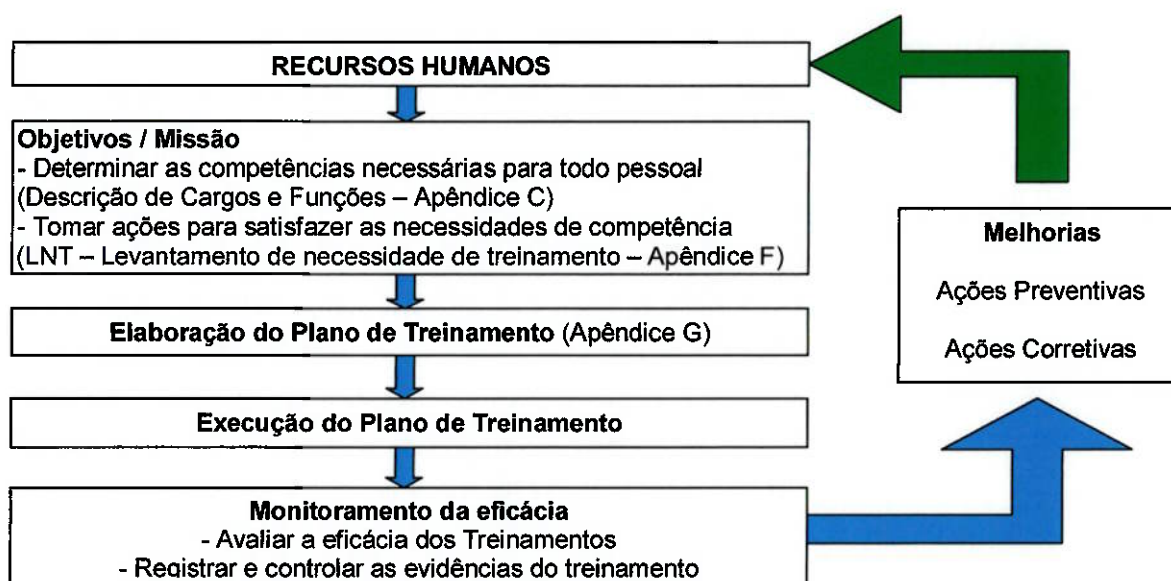 RECURSOS HUMANOS
Objetivos / Missão
- Determinar as competências necessárias para todo pessoal
(Descrição de Cargos e Funções – Apêndice C)
- Tomar ações para satisfazer as necessidades de competência
(LNT – Levantamento de necessidade de treinamento – Apêndice F)
Elaboração do Plano de Treinamento (Apêndice G)
Execução do Plano de Treinamento
Monitoramento da eficácia
- Avaliar a eficácia dos Treinamentos
- Registrar e controlar as evidências do treinamento
Melhorias
Ações Preventivas
Ações Corretivas